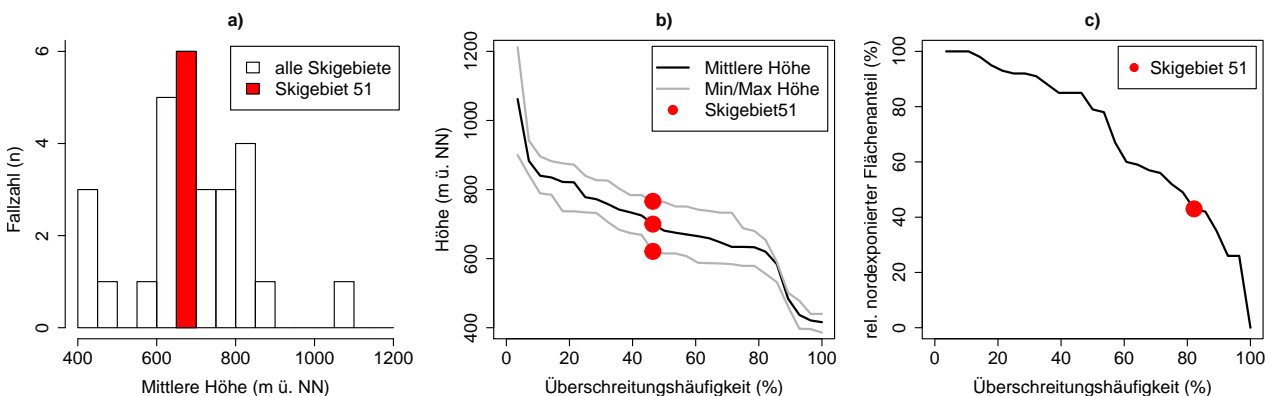 a)
Fallzahl (n)
6
4
2
0
alle Skigebiete
Skigebiet 51
400
600
800
1000
1200
Mittlere Höhe (m ü. NN)
b)
Höhe (m ü. NN)
1200
1000
800
600
400
Mittlere Höhe
Min/Max Höhe
Skigebiet51
0
20
40
60
80
100
Überschreitungshäufigkeit (%)
c)
rel. nordexponierter Flächenanteil (%)
100
80
60
40
20
0
Skigebiet 51
0
20
40
60
80
100
Überschreitungshäufigkeit (%)